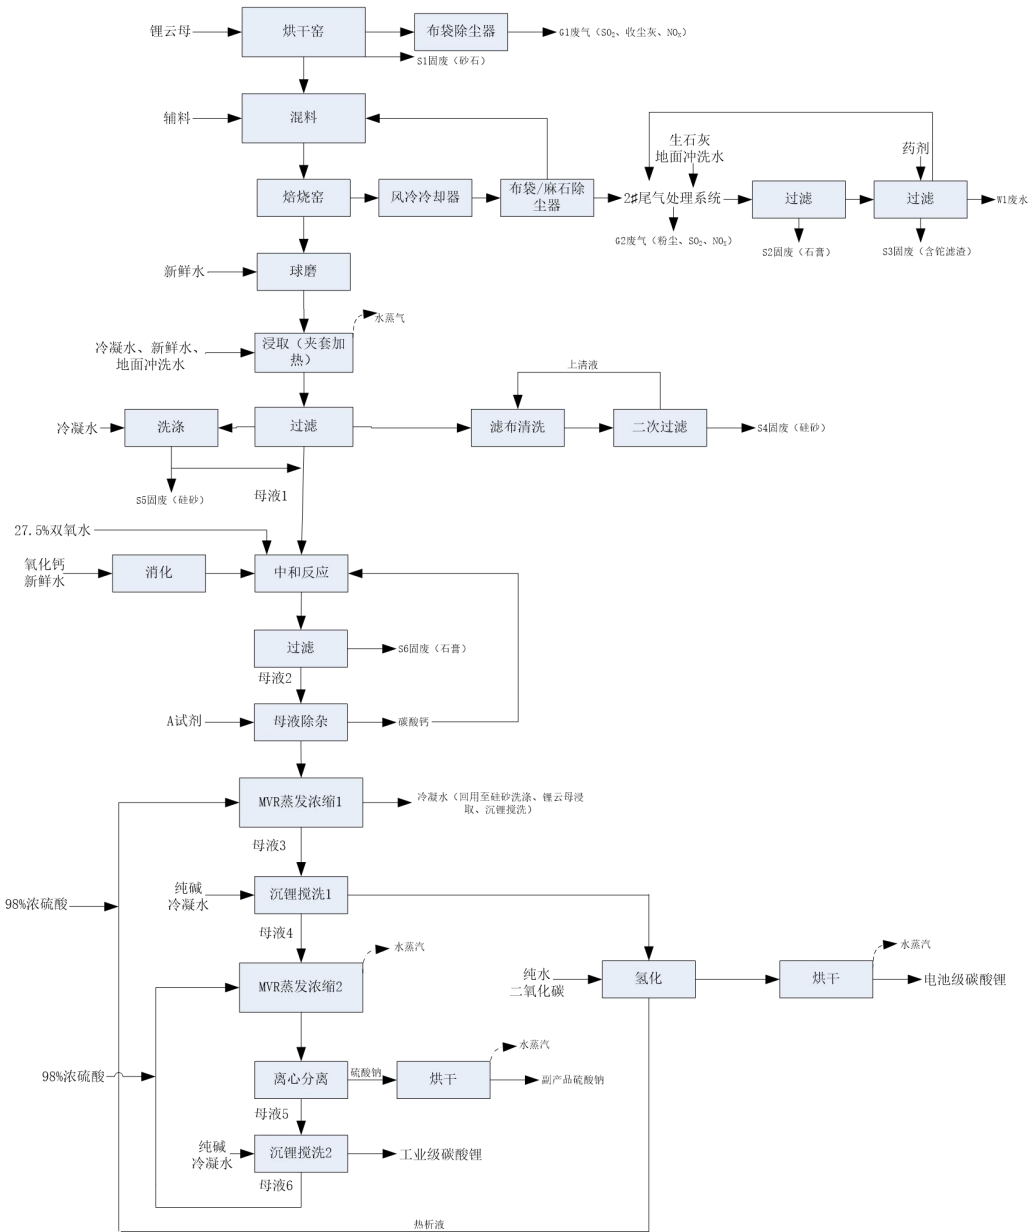 锂云母
烘干窑
布袋除尘器
G1废气（SO₂、收尘灰、NOₓ）
S1固废（砂石）
辅料
混料
生石灰
地面冲洗水
药剂
焙烧窑
风冷冷却器
布袋/麻石除
尘器
2#尾气处理系统
过滤
过滤
W1废水
G2废气（粉尘、SO₂、NOₓ）
S2固废（石膏）
S3固废（含铊滤渣）
新鲜水
球磨
水蒸气
冷凝水、新鲜水、
地面冲洗水
浸取（夹套加
热）
上清液
冷凝水
洗涤
过滤
滤布清洗
二次过滤
S4固废（硅砂）
S5固废（硅砂）
母液1
27.5%双氧水
氧化钙
新鲜水
消化
中和反应
过滤
S6固废（石膏）
母液2
A试剂
母液除杂
碳酸钙
MVR蒸发浓缩1
冷凝水（回用至硅砂洗涤、锂云母浸
取、沉锂搅洗）
母液3
纯碱
冷凝水
沉锂搅洗1
98%浓硫酸
母液4
水蒸汽
MVR蒸发浓缩2
纯水
二氧化碳
氢化
烘干
水蒸汽
电池级碳酸锂
98%浓硫酸
离心分离
硫酸钠
烘干
水蒸汽
副产品硫酸钠
母液5
纯碱
冷凝水
沉锂搅洗2
工业级碳酸锂
母液6
热析液